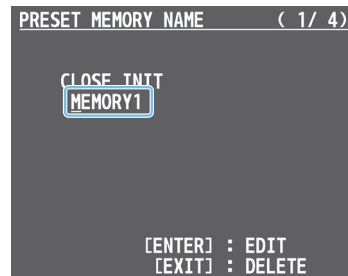 PRESET MEMORY NAME ( 1/ 4)
CLOSE INIT
MEMORY1
[ENTER] : EDIT
[EXIT] : DELETE